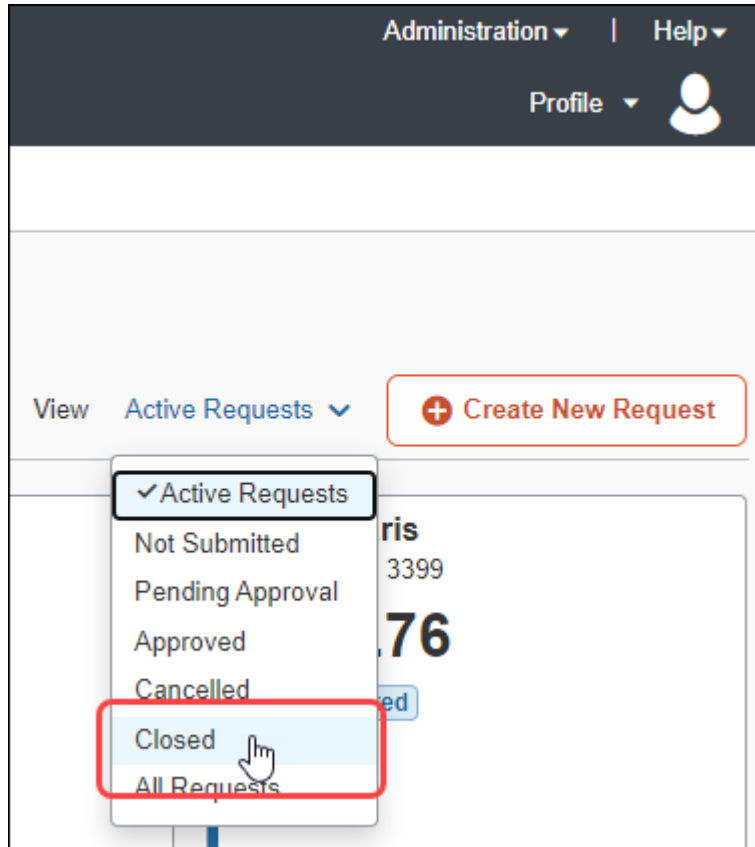 Administration | Help
Profile
View Active Requests Create New Request
Active Requests
Not Submitted
Pending Approval
Approved
Cancelled
Closed
All Requests
ris
3399
.76
ed